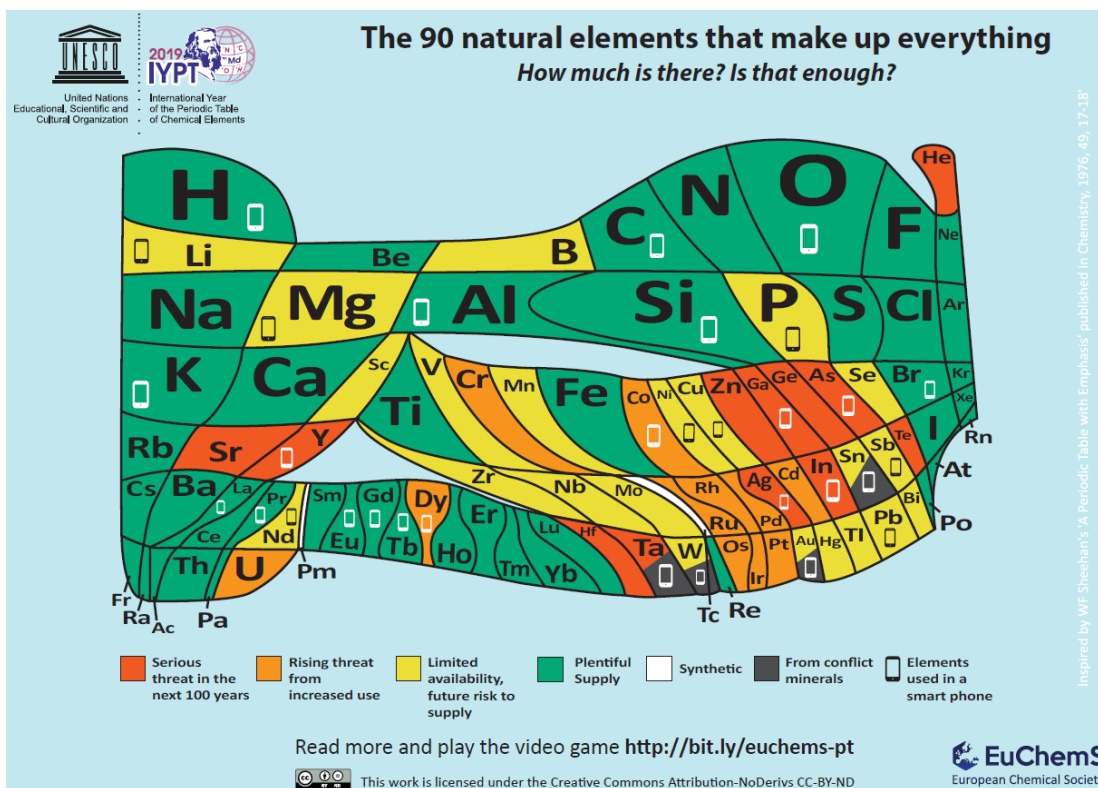 The 90 natural elements that make up everything
How much is there? Is that enough?
UNESCO
United Nations
Educational, Scientific and
Cultural Organization
2019
IYPT
N C
Md
O H
International Year
of the Periodic Table
of Chemical Elements
H
Li
Be
B
C
N
O
F
He
Ne
Na
Mg
Al
Si
P
S
Cl
Ar
K
Ca
Sc
Ti
V
Cr
Mn
Fe
Co
Ni
Cu
Zn
Ga
Ge
As
Se
Br
Kr
Rb
Sr
Y
Zr
Nb
Mo
Tc
Ru
Rh
Pd
Ag
Cd
In
Sn
Sb
Te
I
Xe
Cs
Ba
La
Ce
Pr
Nd
Pm
Sm
Eu
Gd
Tb
Dy
Ho
Er
Tm
Yb
Lu
Hf
Ta
W
Re
Os
Ir
Pt
Au
Hg
Tl
Pb
Bi
Po
At
Rn
Fr
Ra
Ac
Th
Pa
U
Serious
threat in the
next 100 years
Rising threat
from
increased use
Limited
availability,
future risk to
supply
Plentiful
Supply
Synthetic
From conflict
minerals
Elements
used in a
smart phone
Read more and play the video game http://bit.ly/euchems-pt
cc
BY ND
This work is licensed under the Creative Commons Attribution-NoDerivs CC-BY-ND
EuChemS
European Chemical Societ
Inspired by WF Sheehan's 'A Periodic Table with Emphasis' published in Chemistry, 1976, 49, 17-18'